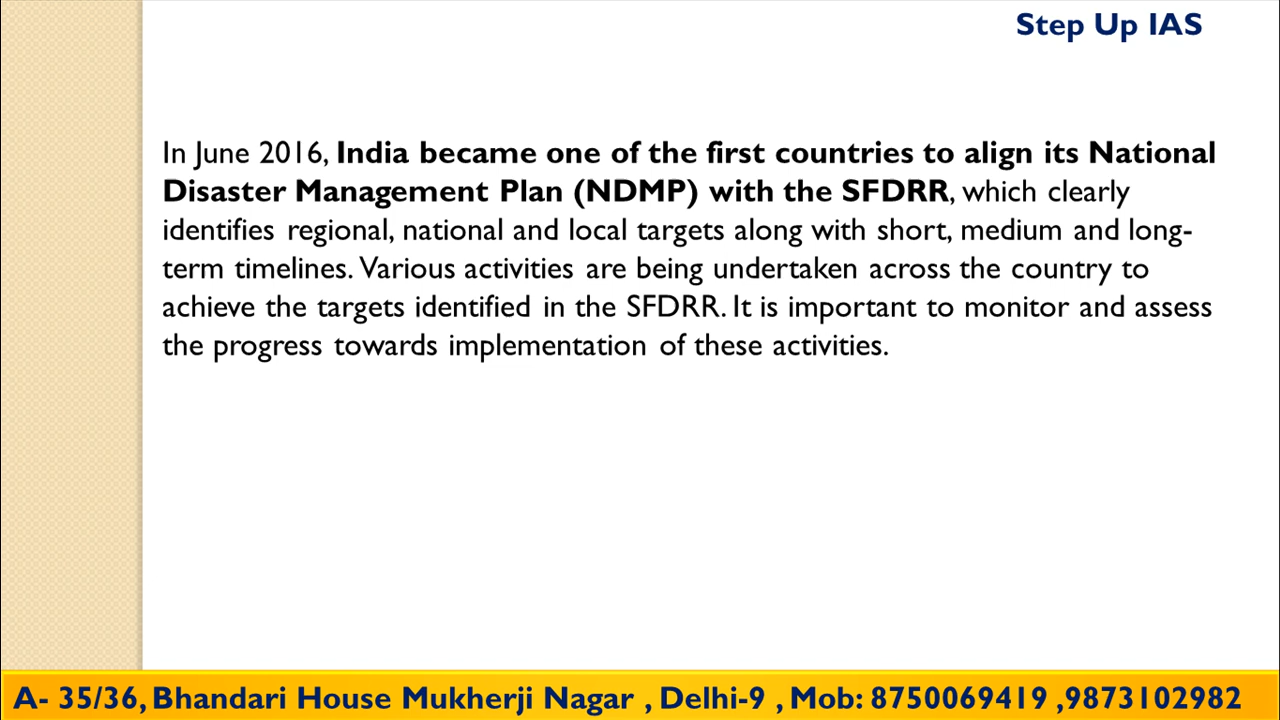 Step Up IAS
In June 2016, India became one of the first countries to align its National
Disaster Management Plan (NDMP) with the SFDRR, which clearly
identifies regional, national and local targets along with short, medium and long-
term timelines. Various activities are being undertaken across the country to
achieve the targets identified in the SFDRR. It is important to monitor and assess
the progress towards implementation of these activities.
A- 35/36, Bhandari House Mukherji Nagar , Delhi-9 , Mob: 8750069419 ,9873102982